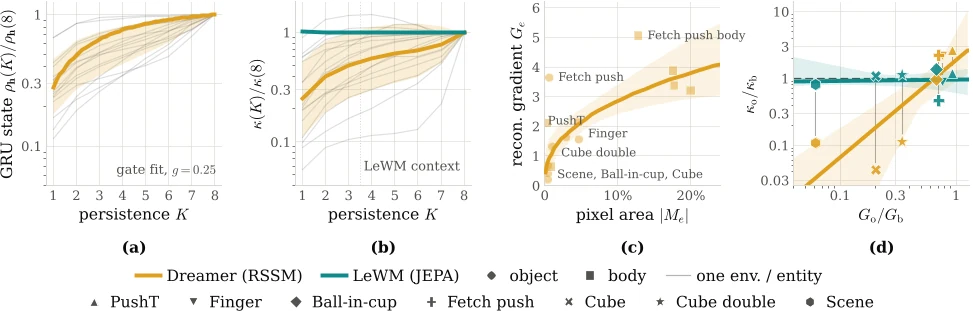 GRU state ρₕ(K)/ρₕ(8)
1
0.3
0.1
gate fit, g = 0.25
1 2 3 4 5 6 7 8
persistence K
(a)
κ(K)/κ(8)
1
0.3
0.1
LeWM context
1 2 3 4 5 6 7 8
persistence K
(b)
recon. gradient Gₑ
6
5
4
3
2
1
0
Fetch push body
Fetch push
PushT
Finger
Cube double
Scene, Ball-in-cup, Cube
0 10% 20%
pixel area |Mₑ|
(c)
κₒ/κ_b
10
3
1
0.3
0.1
0.03
0.1 0.3 1
Gₒ/G_b
(d)
Dreamer (RSSM) LeWM (JEPA) object body one env. / entity
PushT Finger Ball-in-cup Fetch push Cube Cube double Scene